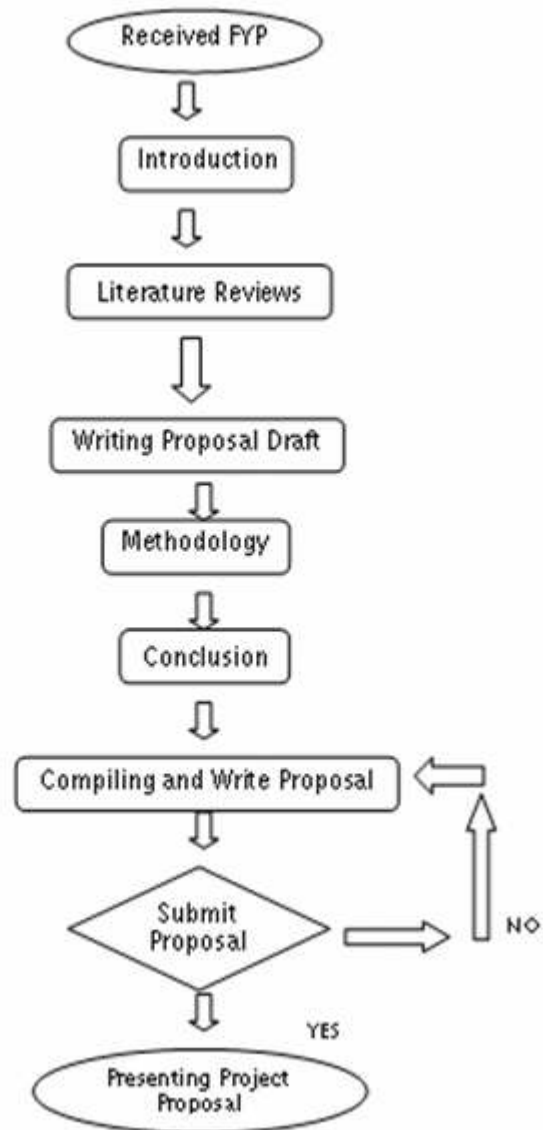 Received FYP
Introduction
Literature Reviews
Writing Proposal Draft
Methodology
Conclusion
Compiling and Write Proposal
Submit
Proposal
NO
YES
Presenting Project
Proposal